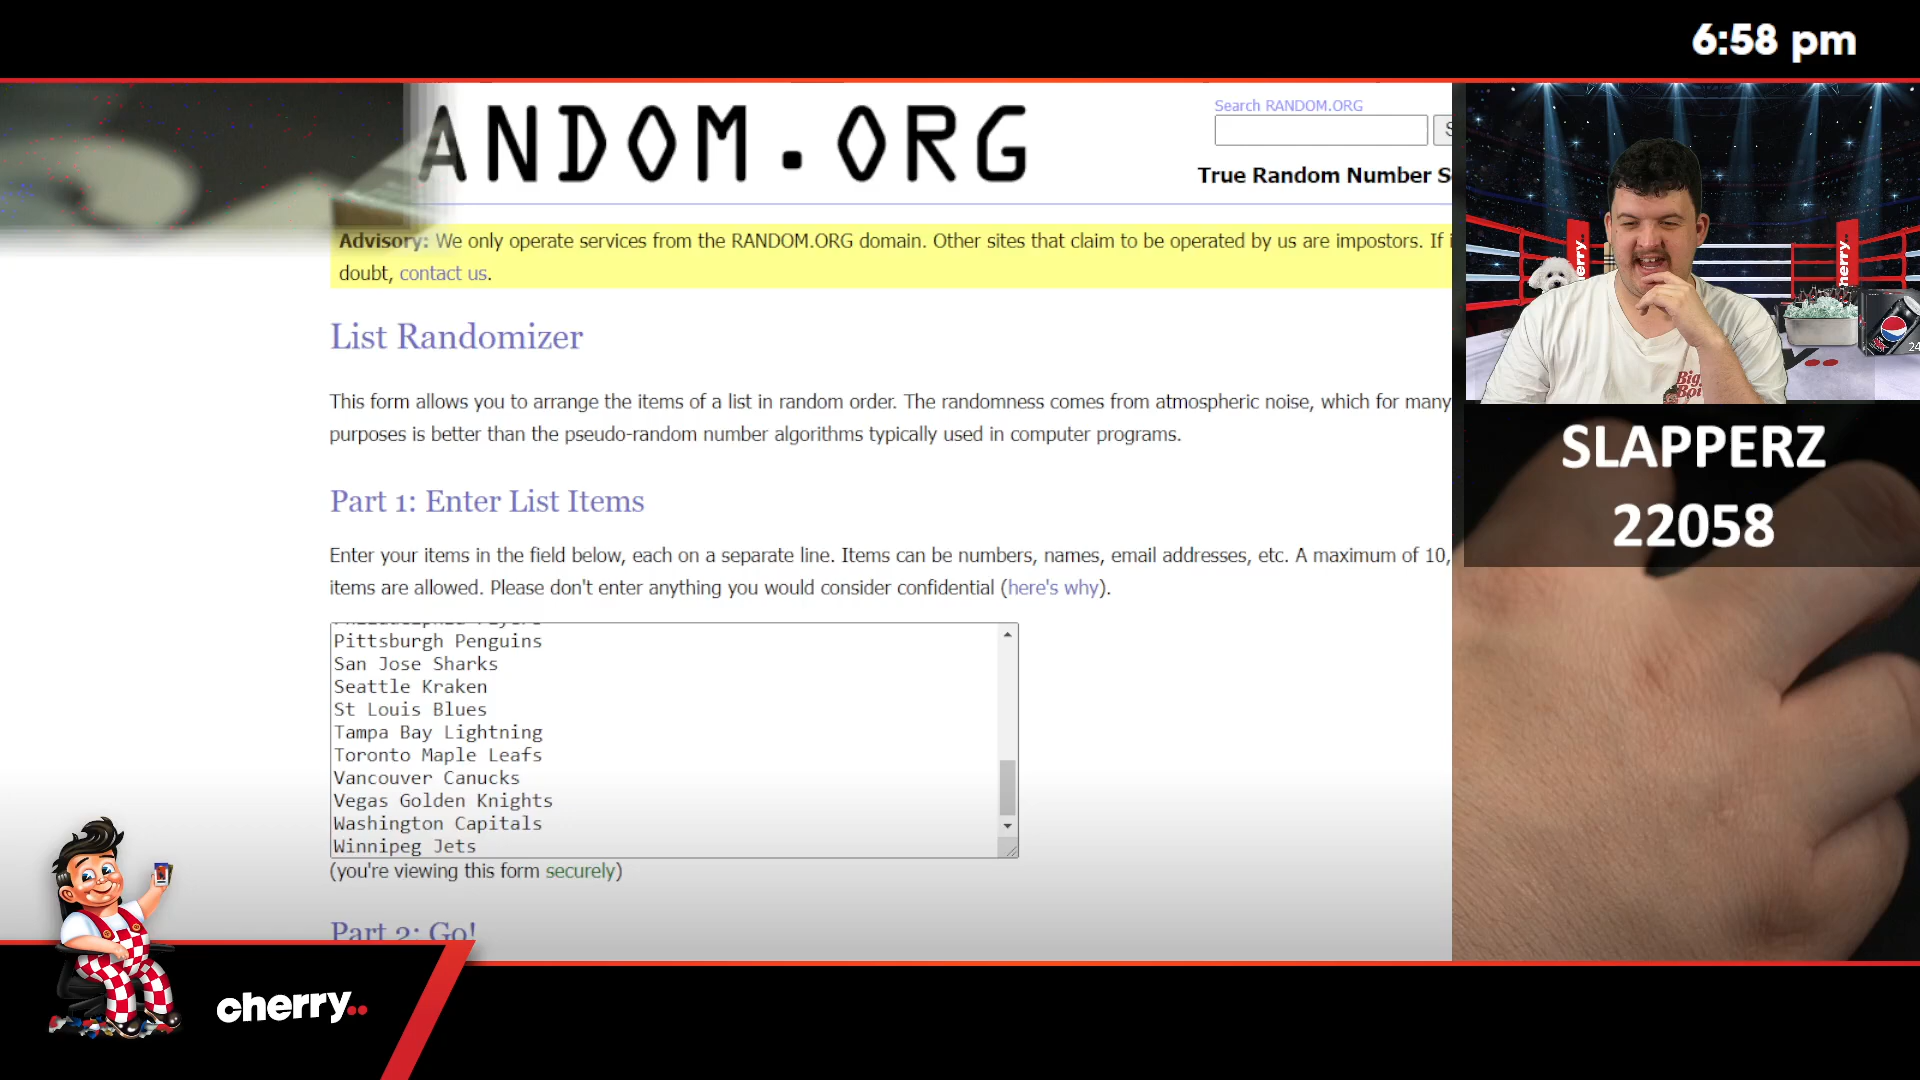 6:58 pm
ANDOM.ORG
Search RANDOM.ORG
S
True Random Number S
Advisory: We only operate services from the RANDOM.ORG domain. Other sites that claim to be operated by us are impostors. If i
doubt, contact us.
List Randomizer
This form allows you to arrange the items of a list in random order. The randomness comes from atmospheric noise, which for many
purposes is better than the pseudo-random number algorithms typically used in computer programs.
Part 1: Enter List Items
Enter your items in the field below, each on a separate line. Items can be numbers, names, email addresses, etc. A maximum of 10,
items are allowed. Please don't enter anything you would consider confidential (here's why).
Pittsburgh Penguins
San Jose Sharks
Seattle Kraken
St Louis Blues
Tampa Bay Lightning
Toronto Maple Leafs
Vancouver Canucks
Vegas Golden Knights
Washington Capitals
Winnipeg Jets
(you're viewing this form securely)
Part 2: Go!
erry.
herry.
24
Big
Boi
SLAPPERZ
22058
cherry..